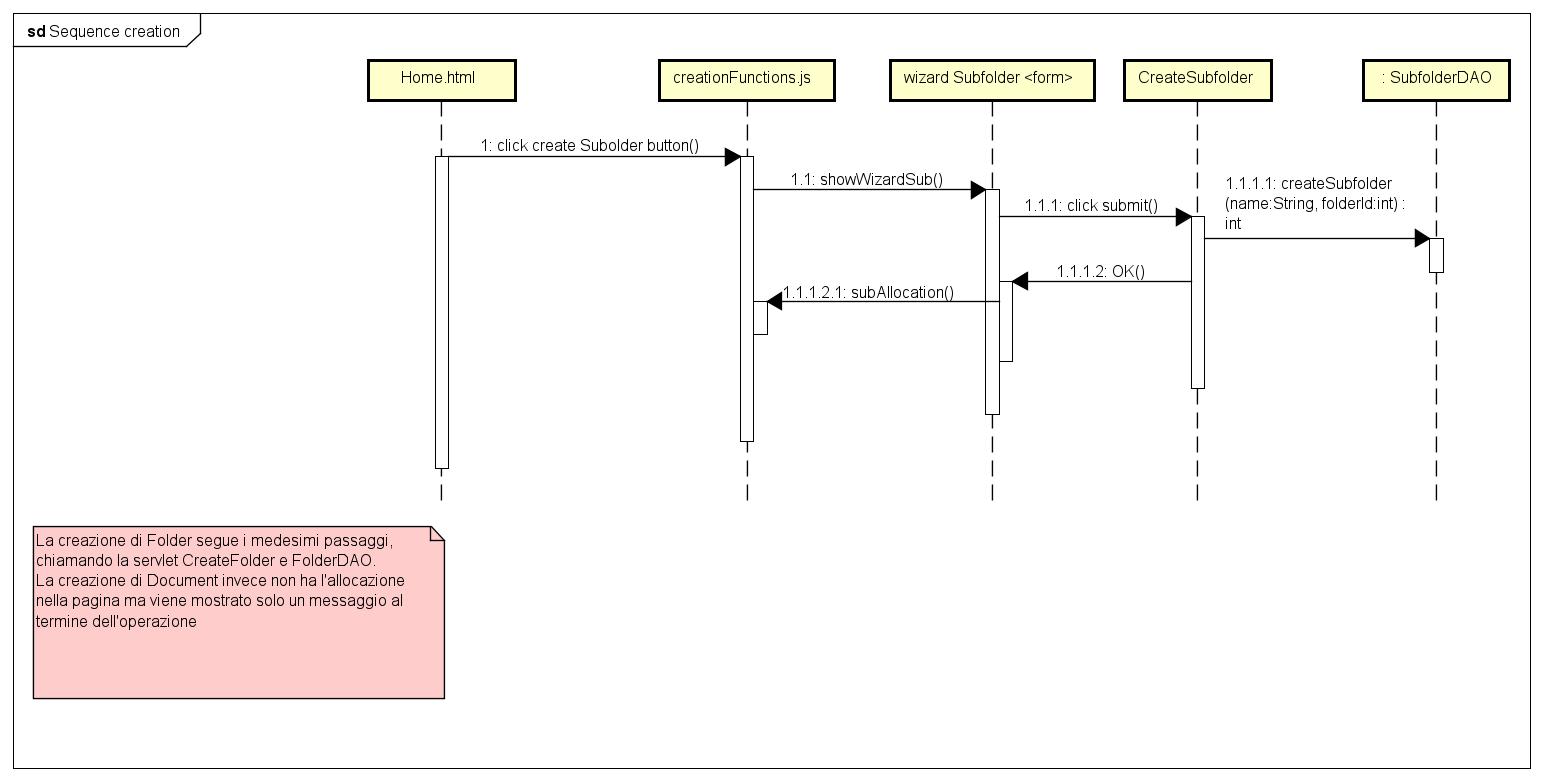 sd Sequence creation
Home.html
creationFunctions.js
wizard Subfolder <form>
CreateSubfolder
: SubfolderDAO
1: click create Subolder button()
1.1: showWizardSub()
1.1.1: click submit()
1.1.1.1: createSubfolder
(name:String, folderId:int) :
int
1.1.1.2: OK()
1.1.1.2.1: subAllocation()
La creazione di Folder segue i medesimi passaggi,
chiamando la servlet CreateFolder e FolderDAO.
La creazione di Document invece non ha l'allocazione
nella pagina ma viene mostrato solo un messaggio al
termine dell'operazione